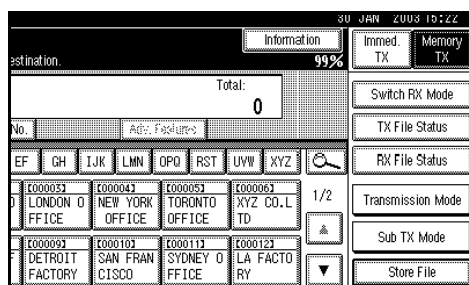 30 JAN 2003 15:22
Information
Immed. TX
Memory TX
estination.
99%
Total:
0
Switch RX Mode
No.
Adv. Features
TX File Status
EF GH IJK LMN OPQ RST UVW XYZ
RX File Status
[00003] [00004] [00005] [00006]
LONDON O NEW YORK TORONTO XYZ CO.L
FFICE OFFICE OFFICE TD
1/2
Transmission Mode
[00009] [00010] [00011] [00012]
F DETROIT SAN FRAN SYDNEY O LA FACTO
FACTORY CISCO FFICE RY
Sub TX Mode
Store File